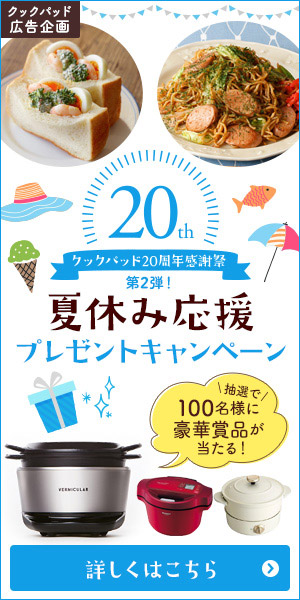 クックパッド
広告企画
20th
クックパッド20周年感謝祭
第2弾!
夏休み応援
プレゼントキャンペーン
抽選で
100名様に
豪華賞品が
当たる!
VERMICULAR
詳しくはこちら